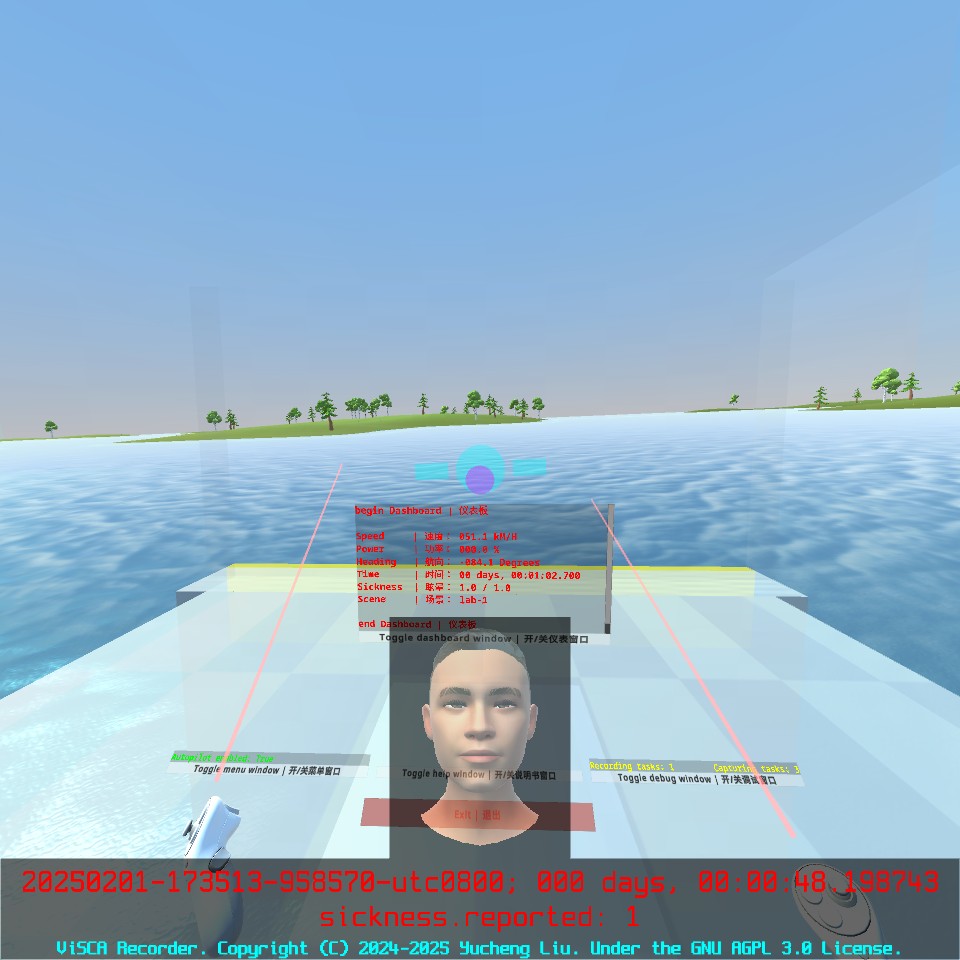 begin Dashboard | 仪表板
Speed | 速度: 051.1 kM/H
Power | 功率: 000.0 %
Heading | 航向: -084.1 Degrees
Time | 时间: 00 days, 00:01:02.700
Sickness | 眩晕: 1.0 / 1.0
Scene | 场景: lab-1
end Dashboard | 仪表板
Toggle dashboard window | 开/关仪表窗口
Autopilot enabled: True
Toggle menu window | 开/关菜单窗口
Toggle help window | 开/关说明书窗口
Recording tasks: 1 Capturing tasks: 3
Toggle debug window | 开/关调试窗口
Exit | 退出
20250201-173513-958570-utc0800; 000 days, 00:00:48.198743
sickness.reported: 1
ViSCA Recorder. Copyright (C) 2024-2025 Yucheng Liu. Under the GNU AGPL 3.0 License.